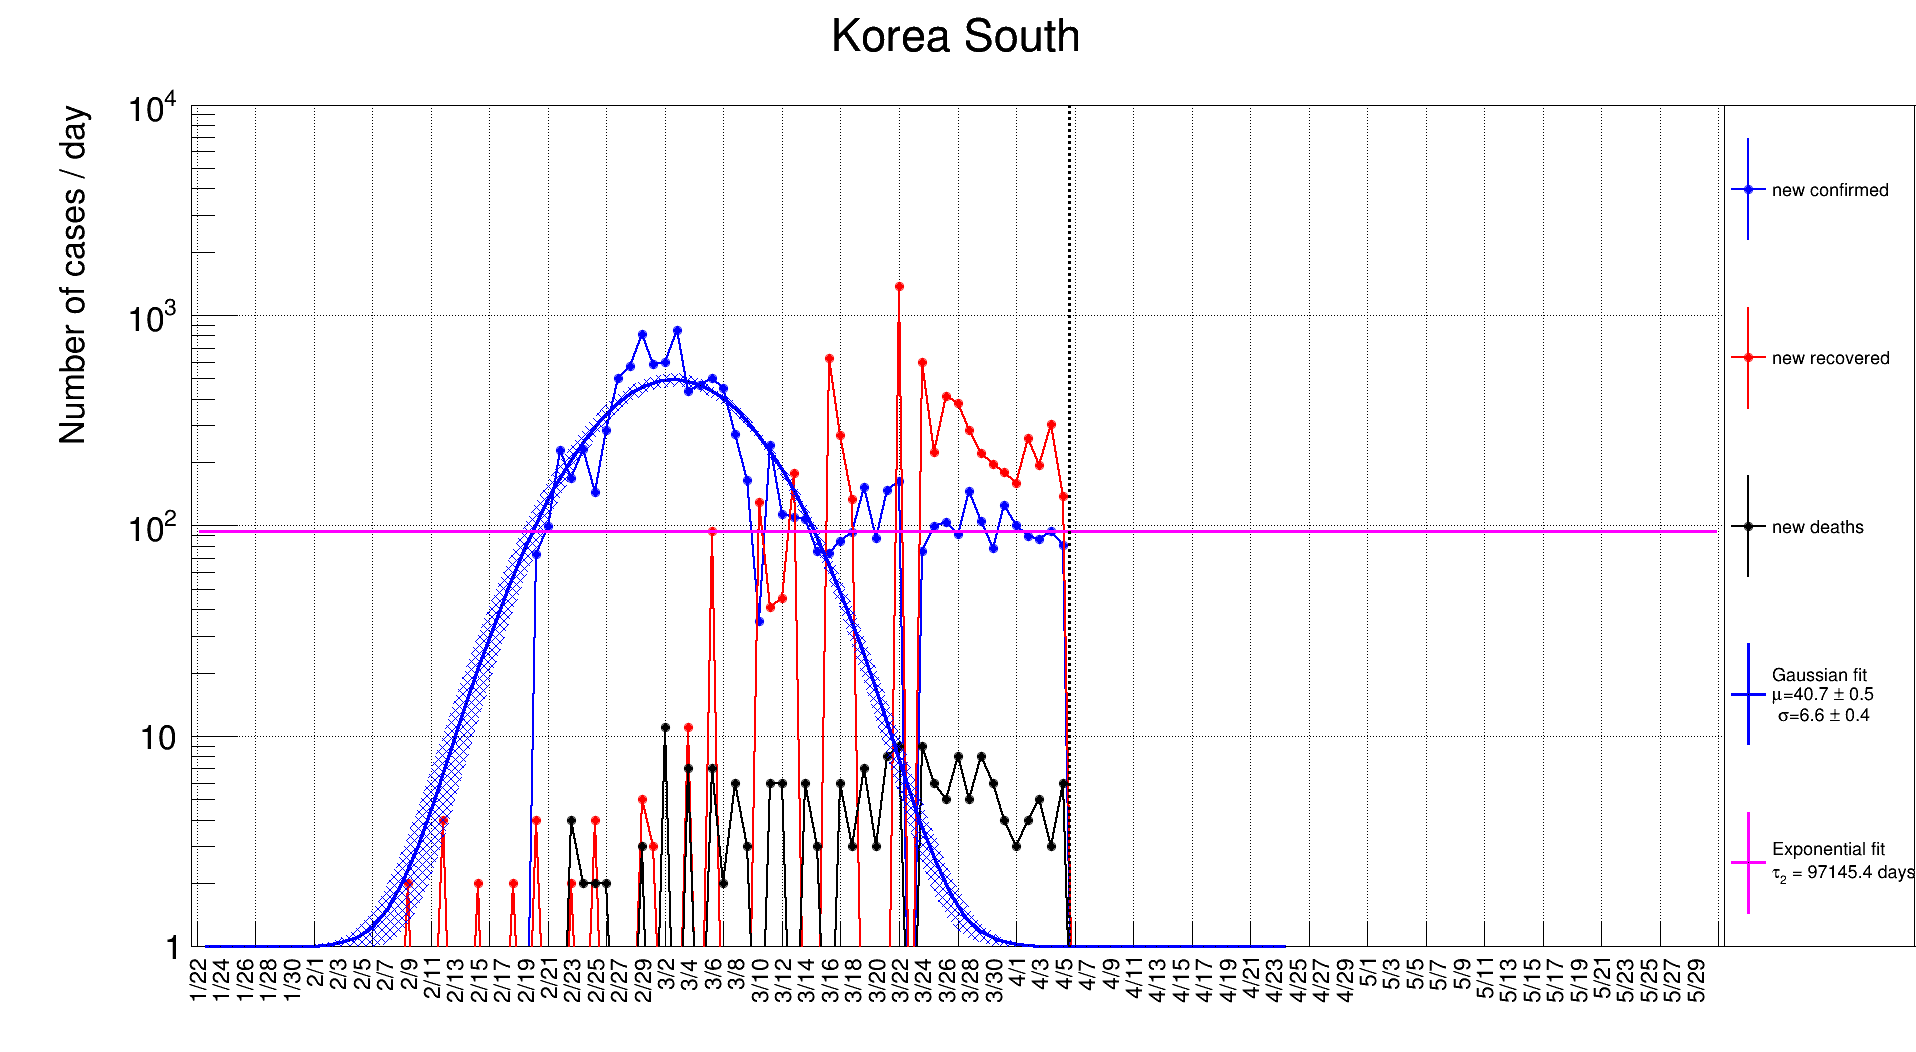 Korea South
Number of cases / day
10⁴
10³
10²
10
1
1/22 1/24 1/26 1/28 1/30 2/1 2/3 2/5 2/7 2/9 2/11 2/13 2/15 2/17 2/19 2/21 2/23 2/25 2/27 2/29 3/2 3/4 3/6 3/8 3/10 3/12 3/14 3/16 3/18 3/20 3/22 3/24 3/26 3/28 3/30 4/1 4/3 4/5 4/7 4/9 4/11 4/13 4/15 4/17 4/19 4/21 4/23 4/25 4/27 4/29 5/1 5/3 5/5 5/7 5/9 5/11 5/13 5/15 5/17 5/19 5/21 5/23 5/25 5/27 5/29
new confirmed
new recovered
new deaths
Gaussian fit
μ=40.7 ± 0.5
σ=6.6 ± 0.4
Exponential fit
τ₂ = 97145.4 days